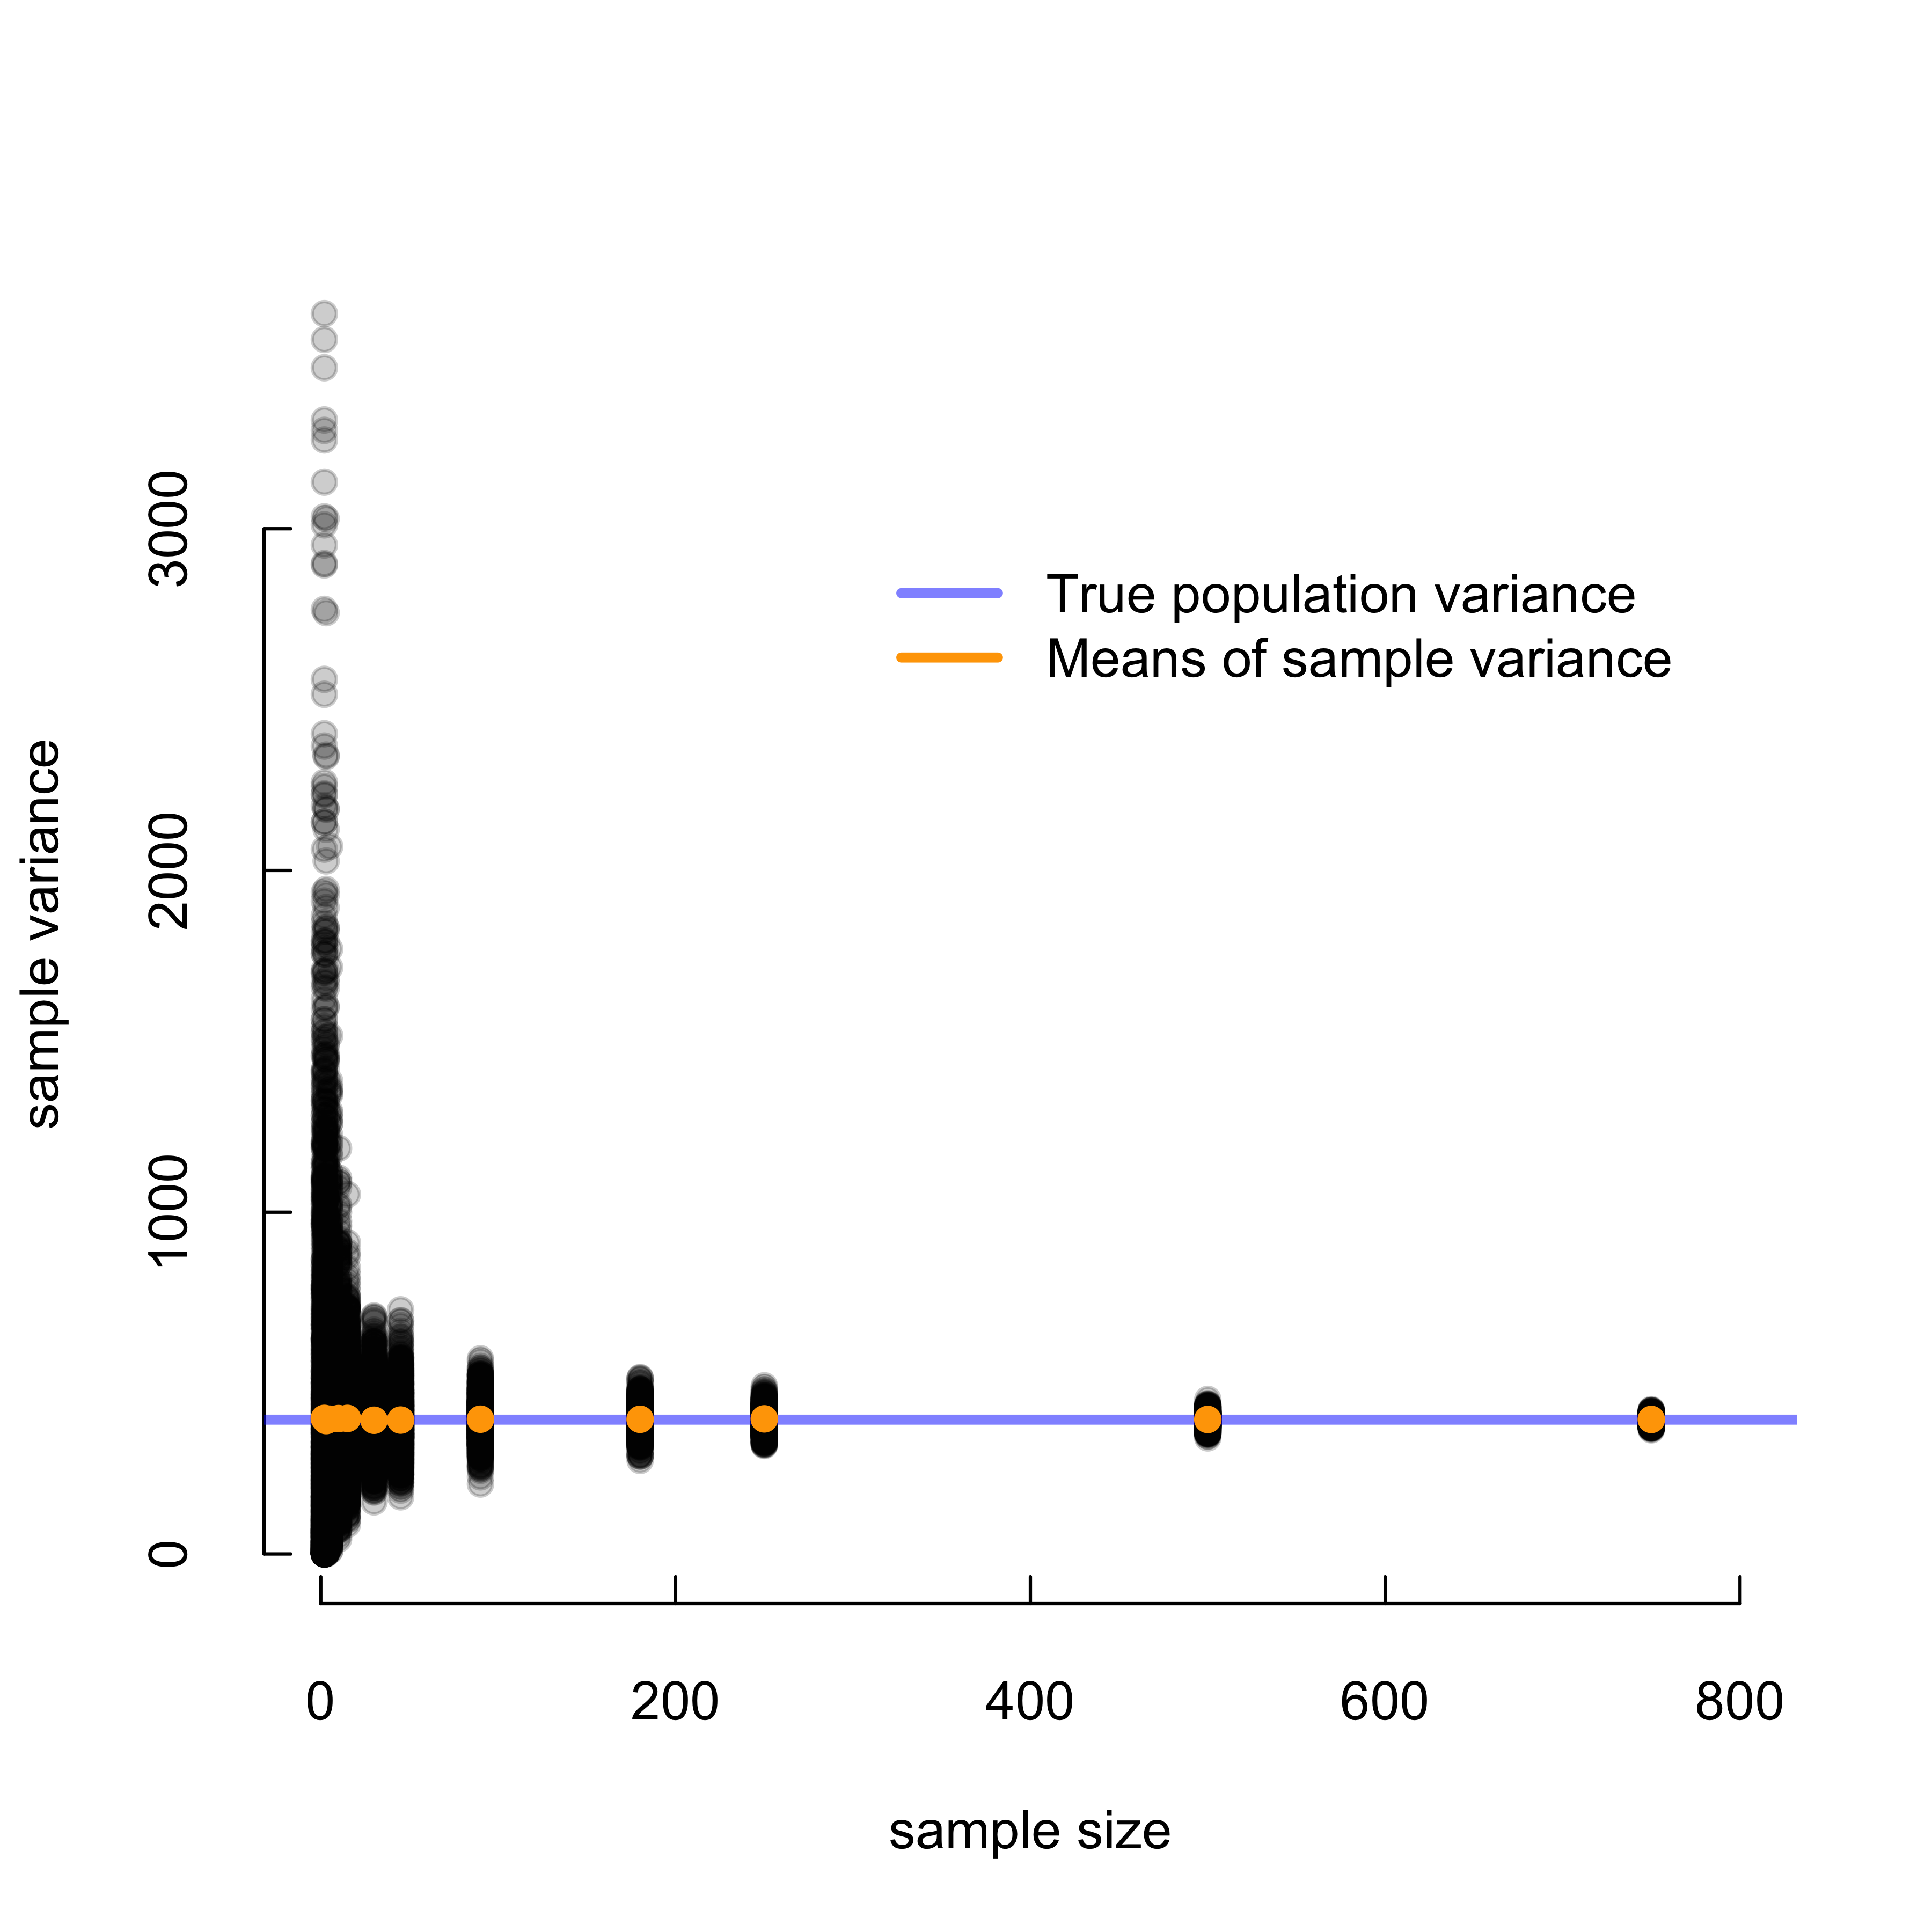 3000
2000
1000
0
sample variance
True population variance
Means of sample variance
0 200 400 600 800
sample size